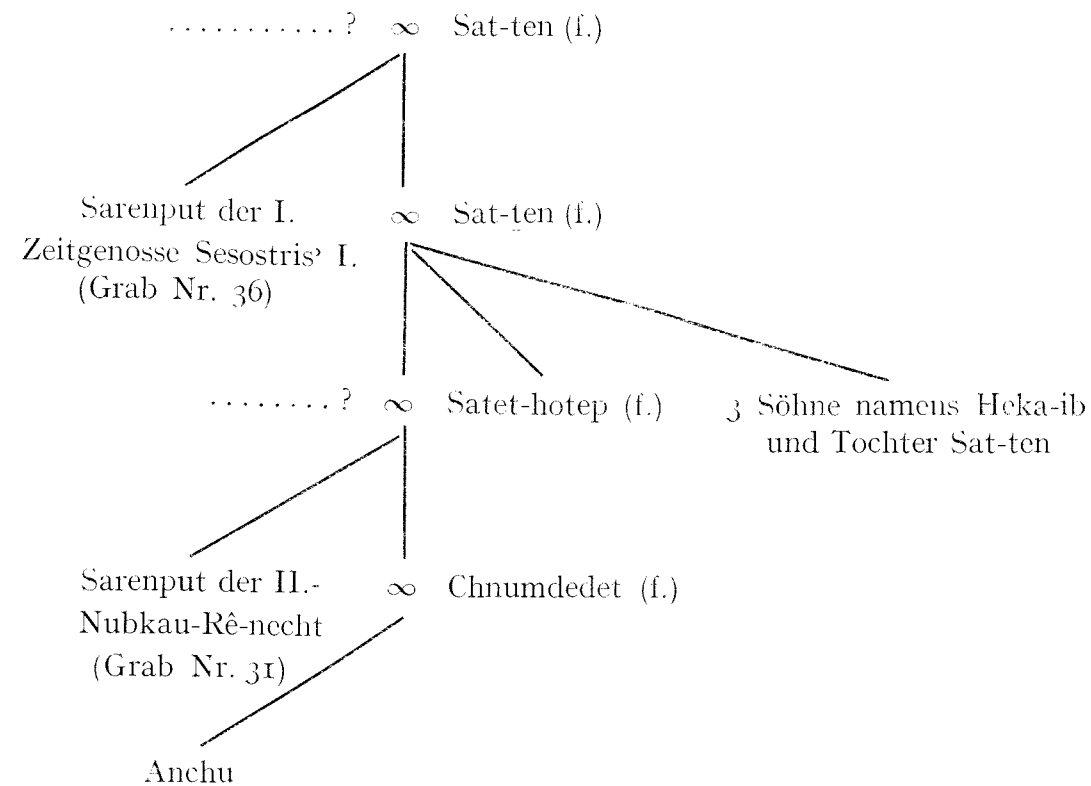 . . . . . . . . . . . ? ∞ Sat-ten (f.)
Sarenput der I. ∞ Sat-ten (f.)
Zeitgenosse Sesostris’ I.
(Grab Nr. 36)
. . . . . . . . ? ∞ Satet-hotep (f.) 3 Söhne namens Heka-ib
und Tochter Sat-ten
Sarenput der II.- ∞ Chnumdedet (f.)
Nubkau-Rê-necht
(Grab Nr. 31)
Anchu